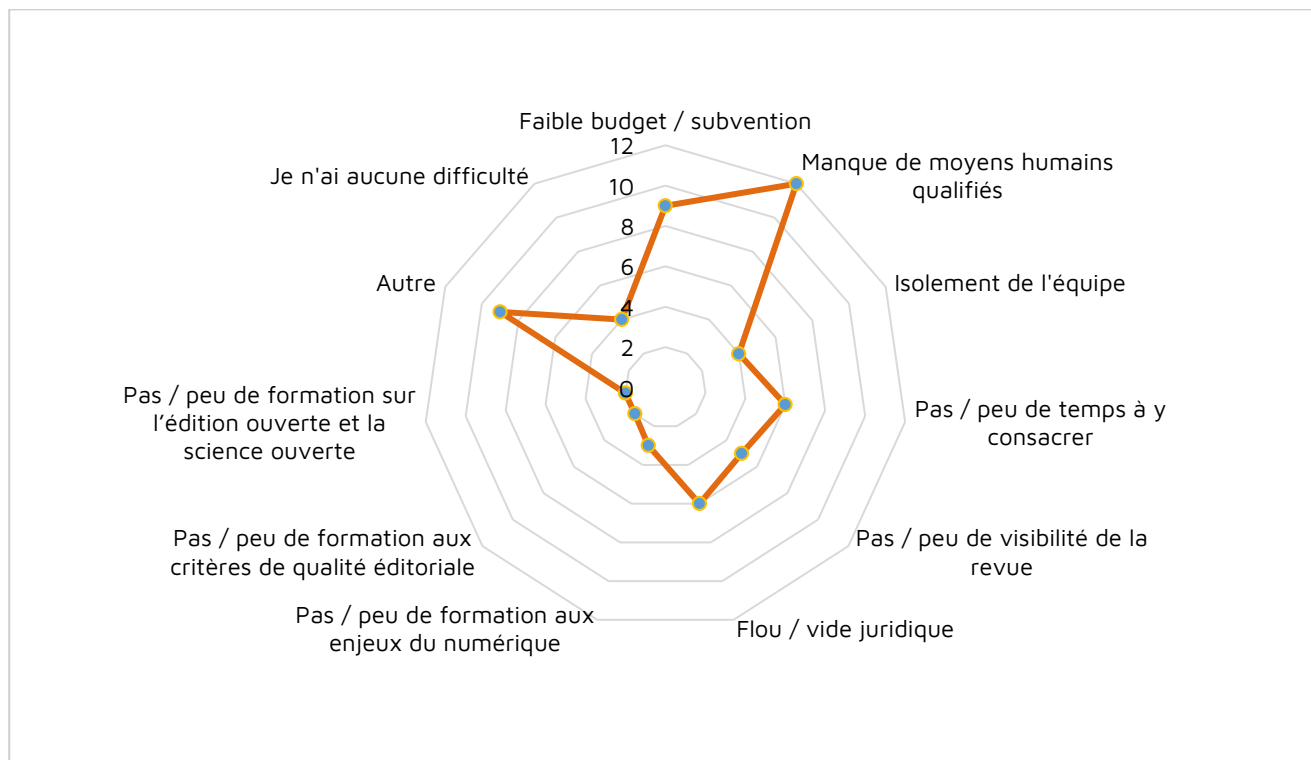 Faible budget / subvention
12
Manque de moyens humains
qualifiés
Je n'ai aucune difficulté
10
8
Autre
Isolement de l'équipe
6
4
2
0
Pas / peu de formation sur
l’édition ouverte et la
science ouverte
Pas / peu de temps à y
consacrer
Pas / peu de formation aux
critères de qualité éditoriale
Pas / peu de visibilité de la
revue
Pas / peu de formation aux
enjeux du numérique
Flou / vide juridique